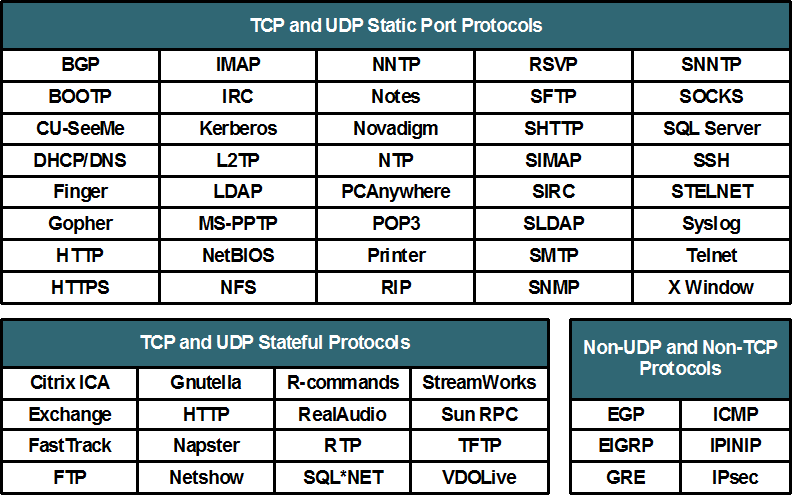 TCP and UDP Static Port Protocols
BGP IMAP NNTP RSVP SNNTP
BOOTP IRC Notes SFTP SOCKS
CU-SeeMe Kerberos Novadigm SHTTP SQL Server
DHCP/DNS L2TP NTP SIMAP SSH
Finger LDAP PCAnywhere SIRC STELNET
Gopher MS-PPTP POP3 SLDAP Syslog
HTTP NetBIOS Printer SMTP Telnet
HTTPS NFS RIP SNMP X Window
TCP and UDP Stateful Protocols
Citrix ICA Gnutella R-commands StreamWorks
Exchange HTTP RealAudio Sun RPC
FastTrack Napster RTP TFTP
FTP Netshow SQL*NET VDOLive
Non-UDP and Non-TCP
Protocols
EGP ICMP
EIGRP IPINIP
GRE IPsec